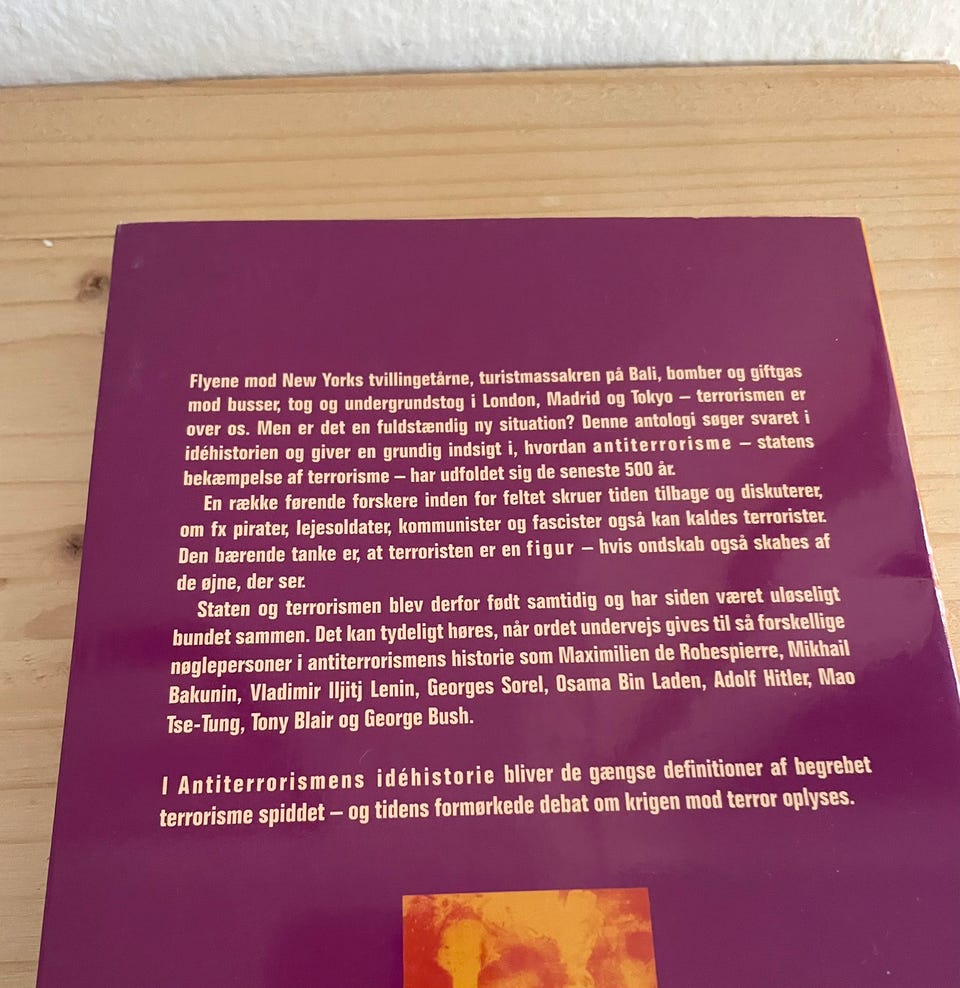 Flyene mod New Yorks tvillingetårne, turistmassakren på Bali, bomber og giftgas
mod busser, tog og undergrundstog i London, Madrid og Tokyo – terrorismen er
over os. Men er det en fuldstændig ny situation? Denne antologi søger svaret i
idéhistorien og giver en grundig indsigt i, hvordan antiterrorisme – statens
bekæmpelse af terrorisme – har udfoldet sig de seneste 500 år.
En række førende forskere inden for feltet skruer tiden tilbage og diskuterer,
om fx pirater, lejesoldater, kommunister og fascister også kan kaldes terrorister.
Den bærende tanke er, at terroristen er en figur – hvis ondskab også skabes af
de øjne, der ser.
Staten og terrorismen blev derfor født samtidig og har siden været uløseligt
bundet sammen. Det kan tydeligt høres, når ordet undervejs gives til så forskellige
nøglepersoner i antiterrorismens historie som Maximilien de Robespierre, Mikhail
Bakunin, Vladimir Iljitj Lenin, Georges Sorel, Osama Bin Laden, Adolf Hitler, Mao
Tse-Tung, Tony Blair og George Bush.
I Antiterrorismens idéhistorie bliver de gængse definitioner af begrebet
terrorisme spiddet – og tidens formørkede debat om krigen mod terror oplyses.